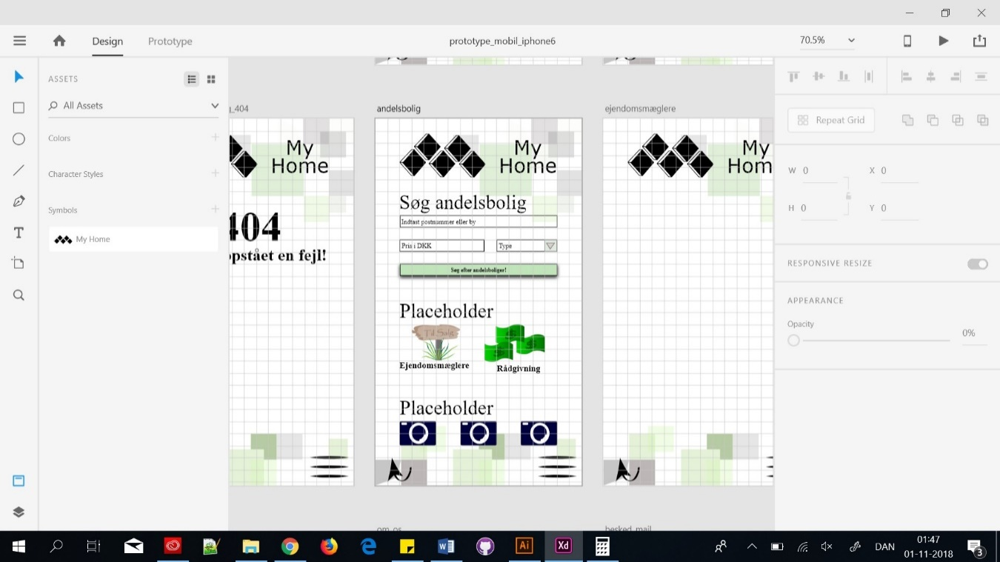 Design
Prototype
prototype_mobil_iphone6
70.5%
ASSETS
All Assets
Colors
Character Styles
Symbols
My Home
_404
My
Home
404
opstået en fejl!
andelsbolig
My
Home
Søg andelsbolig
Indtast postnummer eller by
Pris i DKK
Type
Søg efter andelsboliger!
Placeholder
Til Salg
Ejendomsmæglere
Rådgivning
Placeholder
ejendomsmæglere
My
Hom
om_os
besked_mail
Repeat Grid
W 0
X 0
H 0
Y 0
RESPONSIVE RESIZE
APPEARANCE
Opacity
0%
W
Ai
Xd
DAN
01:47
01-11-2018
3